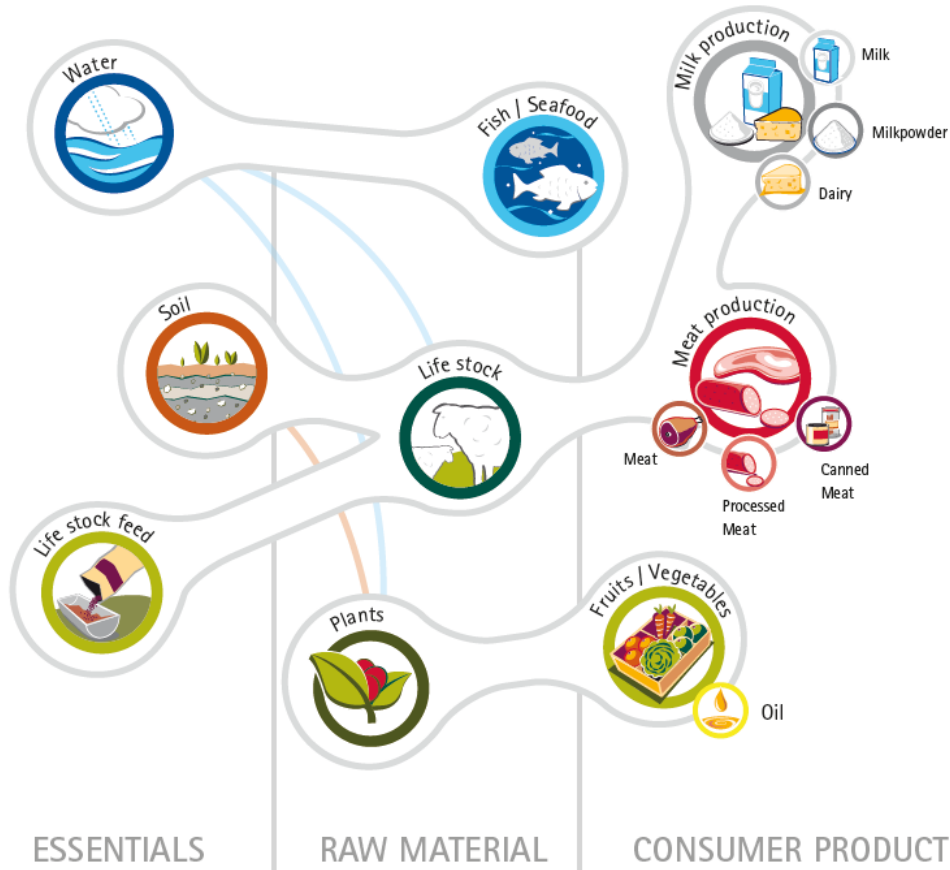 Water
Fish / Seafood
Milk production
Milk
Milkpowder
Dairy
Soil
Life stock
Meat production
Meat
Processed
Meat
Canned
Meat
Life stock feed
Plants
Fruits / Vegetables
Oil
ESSENTIALS
RAW MATERIAL
CONSUMER PRODUCT